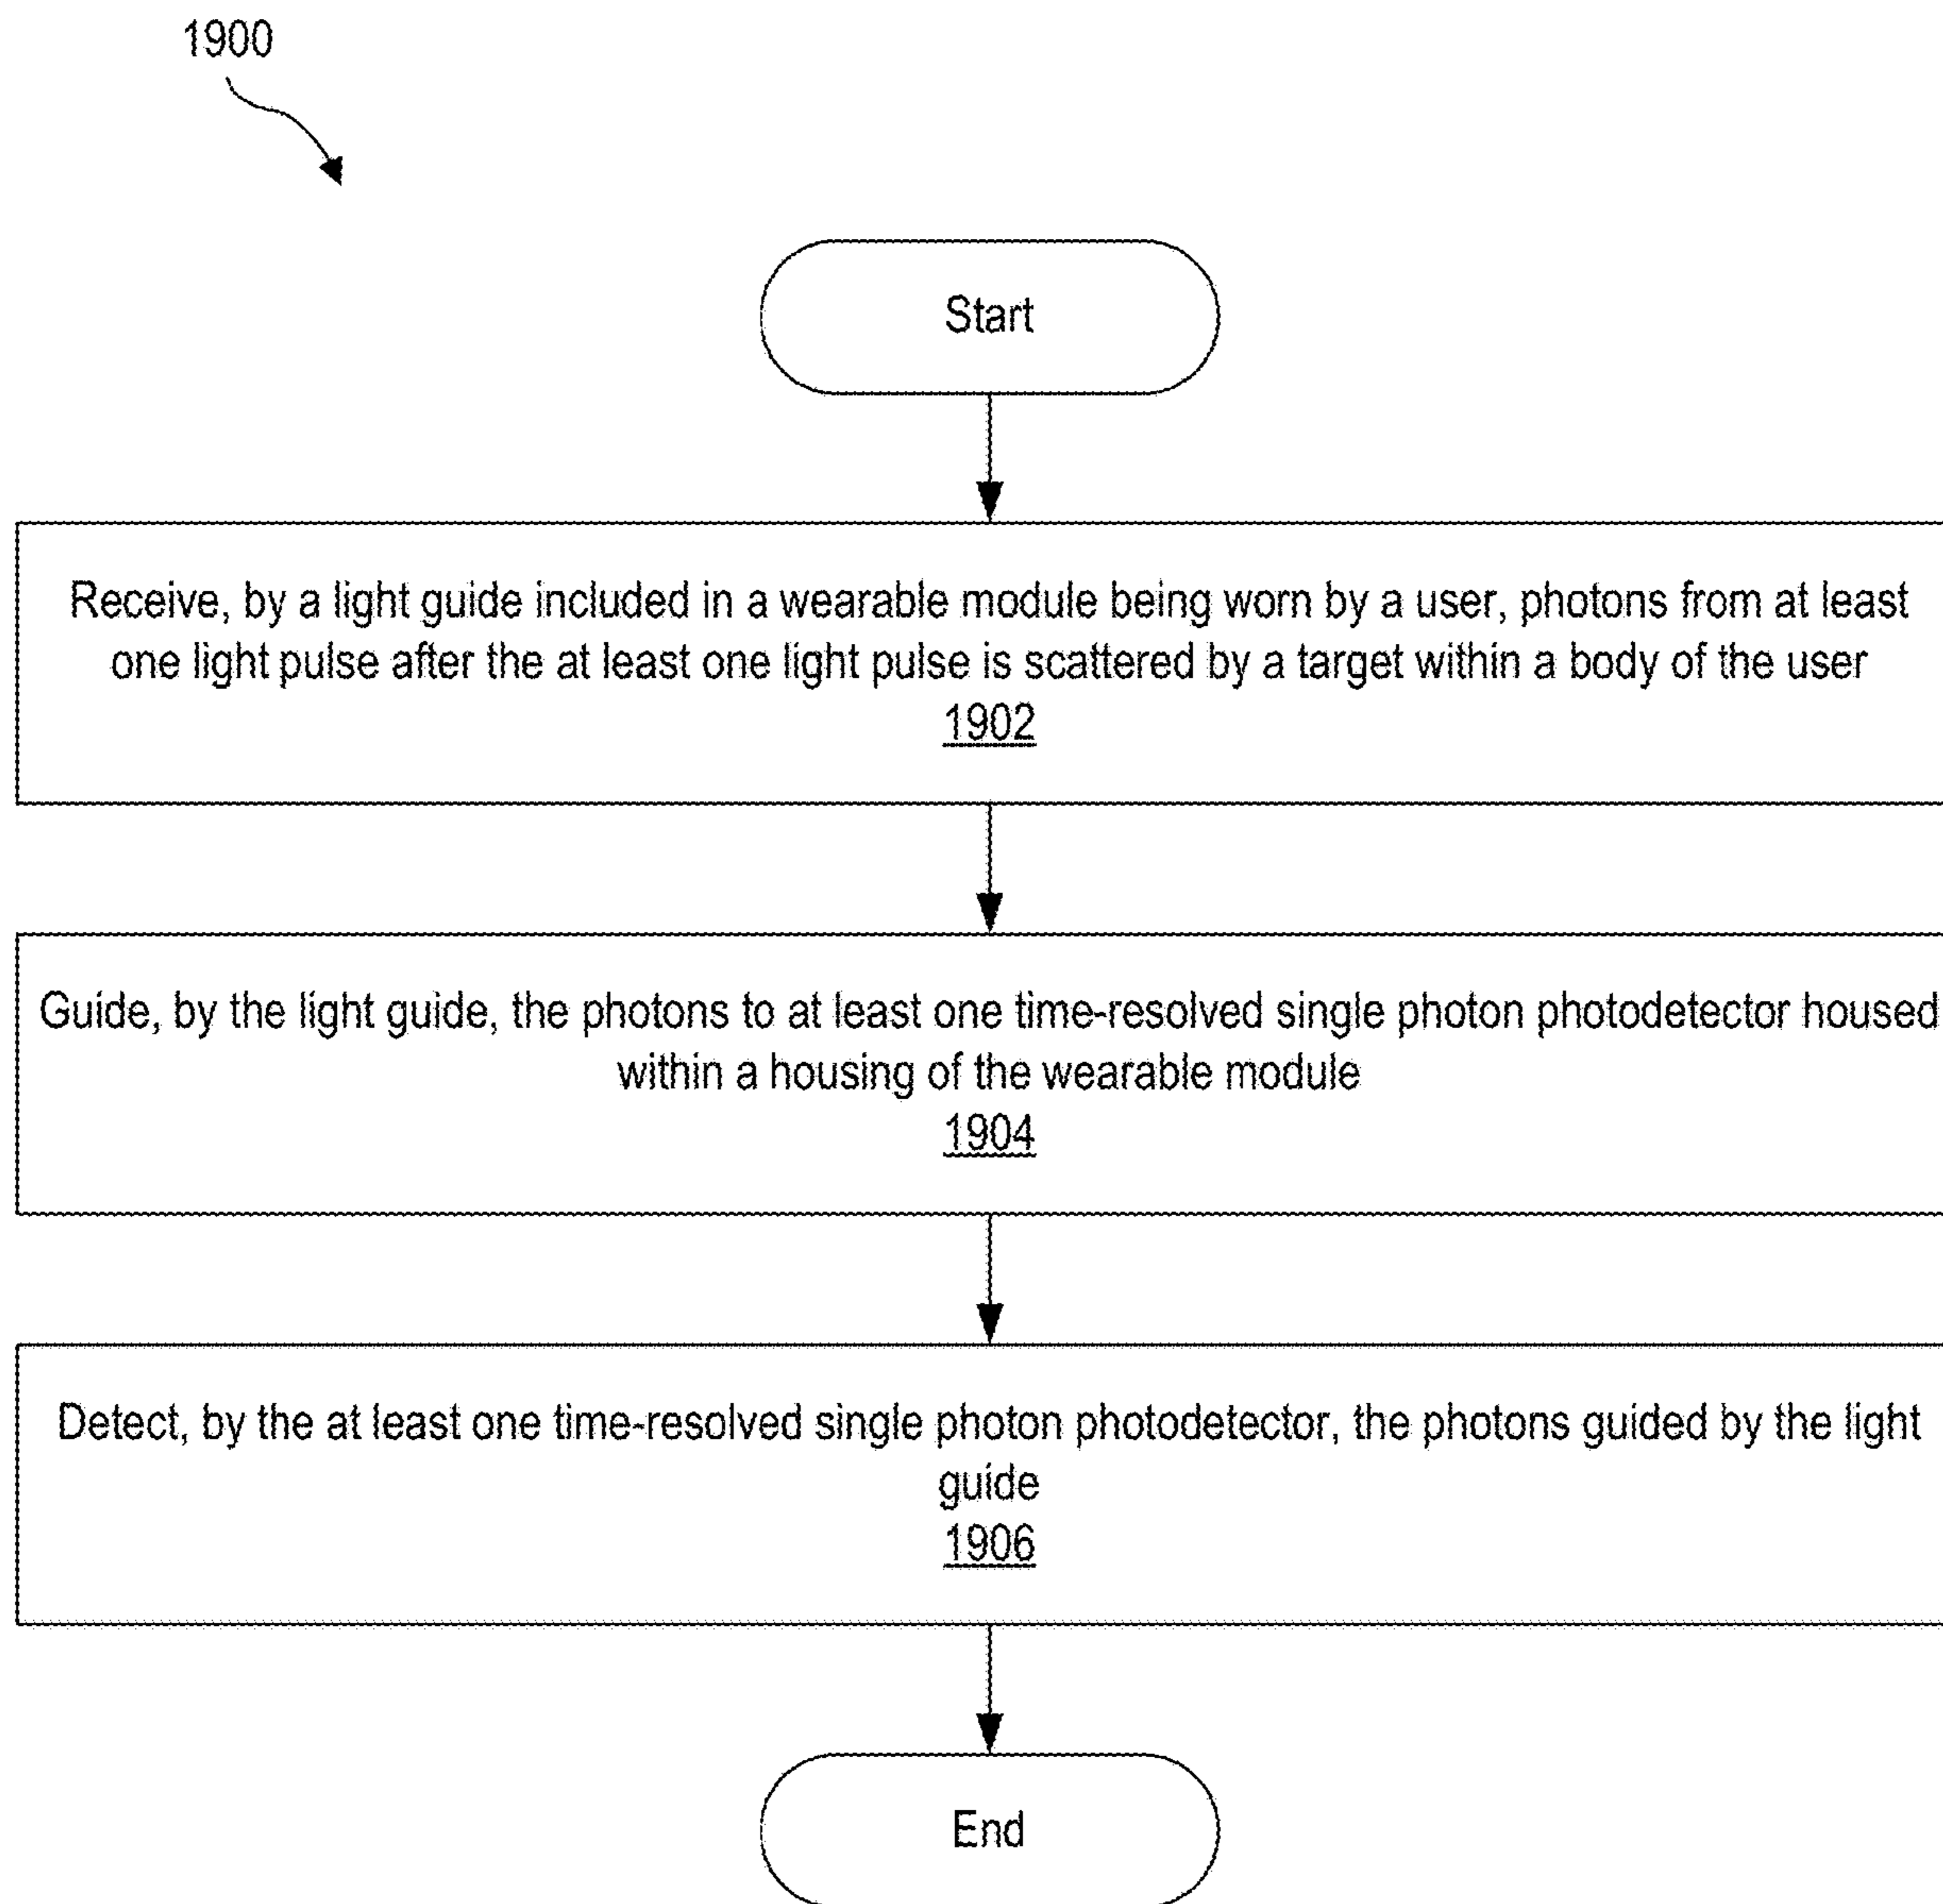 1900
Start
Receive, by a light guide included in a wearable module being worn by a user, photons from at least
one light pulse after the at least one light pulse is scattered by a target within a body of the user
1902
Guide, by the light guide, the photons to at least one time-resolved single photon photodetector housed
within a housing of the wearable module
1904
Detect, by the at least one time-resolved single photon photodetector, the photons guided by the light
guide
1906
End